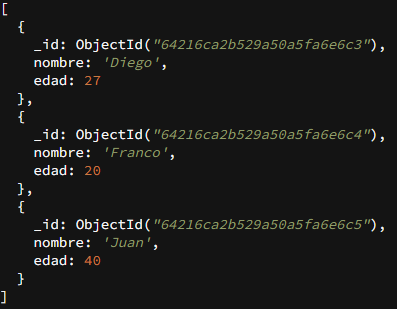 [
  {
    _id: ObjectId("64216ca2b529a50a5fa6e6c3"),
    nombre: 'Diego',
    edad: 27
  },
  {
    _id: ObjectId("64216ca2b529a50a5fa6e6c4"),
    nombre: 'Franco',
    edad: 20
  },
  {
    _id: ObjectId("64216ca2b529a50a5fa6e6c5"),
    nombre: 'Juan',
    edad: 40
  }
]